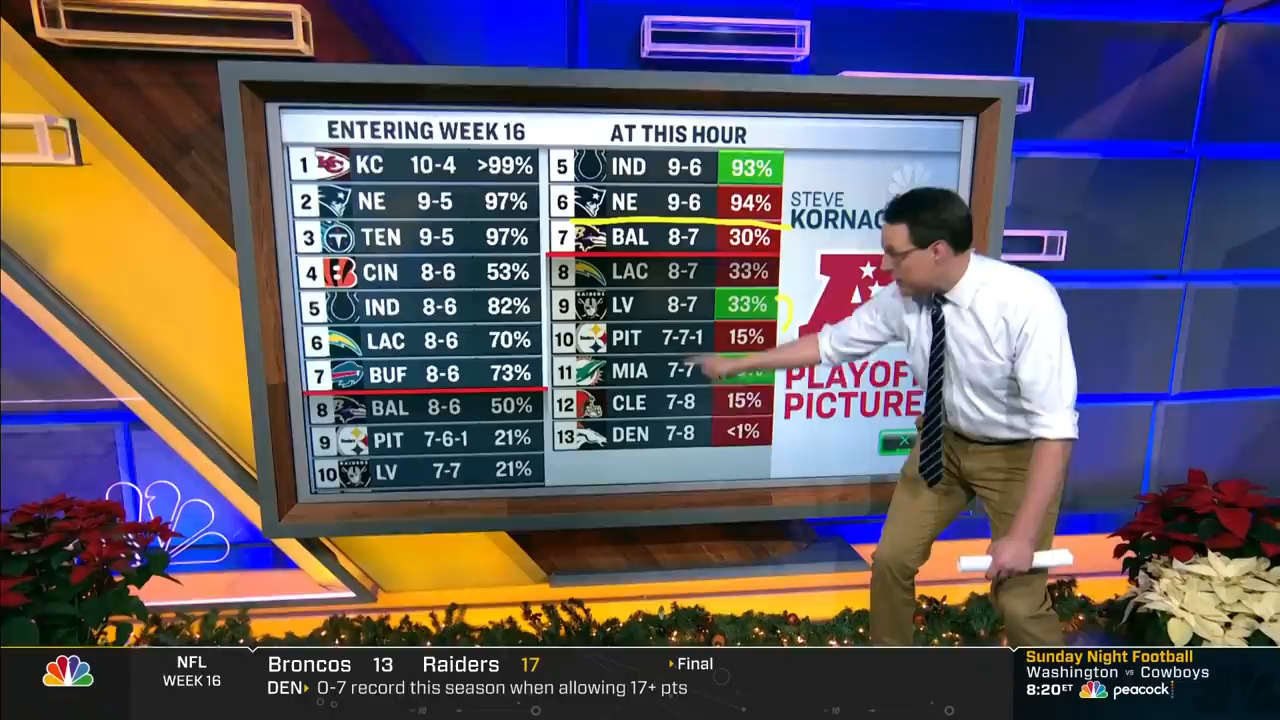 ENTERING WEEK 16
1 KC 10-4 >99%
2 NE 9-5 97%
3 TEN 9-5 97%
4 CIN 8-6 53%
5 IND 8-6 82%
6 LAC 8-6 70%
7 BUF 8-6 73%
8 BAL 8-6 50%
9 PIT 7-6-1 21%
10 LV 7-7 21%
AT THIS HOUR
5 IND 9-6 93%
6 NE 9-6 94%
7 BAL 8-7 30%
8 LAC 8-7 33%
9 LV 8-7 33%
10 PIT 7-7-1 15%
11 MIA 7-7
12 CLE 7-8 15%
13 DEN 7-8 <1%
STEVE
KORNAC
PLAYOF
PICTURE
NFL
WEEK 16
Broncos 13 Raiders 17 Final
DEN 0-7 record this season when allowing 17+ pts
Sunday Night Football
Washington vs Cowboys
8:20ET peacock